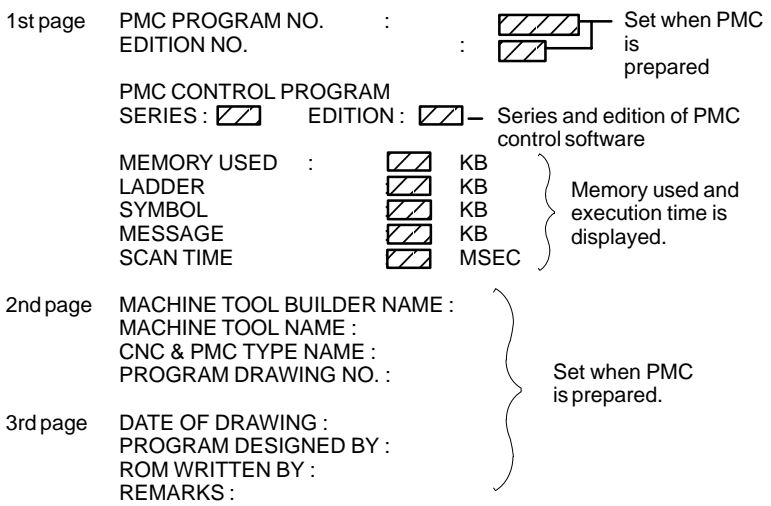 1st page PMC PROGRAM NO. : Set when PMC
EDITION NO. : is
prepared
PMC CONTROL PROGRAM
SERIES : EDITION : Series and edition of PMC
control software
MEMORY USED : KB
LADDER KB Memory used and
SYMBOL KB execution time is
MESSAGE KB displayed.
SCAN TIME MSEC
2nd page MACHINE TOOL BUILDER NAME :
MACHINE TOOL NAME :
CNC & PMC TYPE NAME :
PROGRAM DRAWING NO. : Set when PMC
is prepared.
3rd page DATE OF DRAWING :
PROGRAM DESIGNED BY :
ROM WRITTEN BY :
REMARKS :